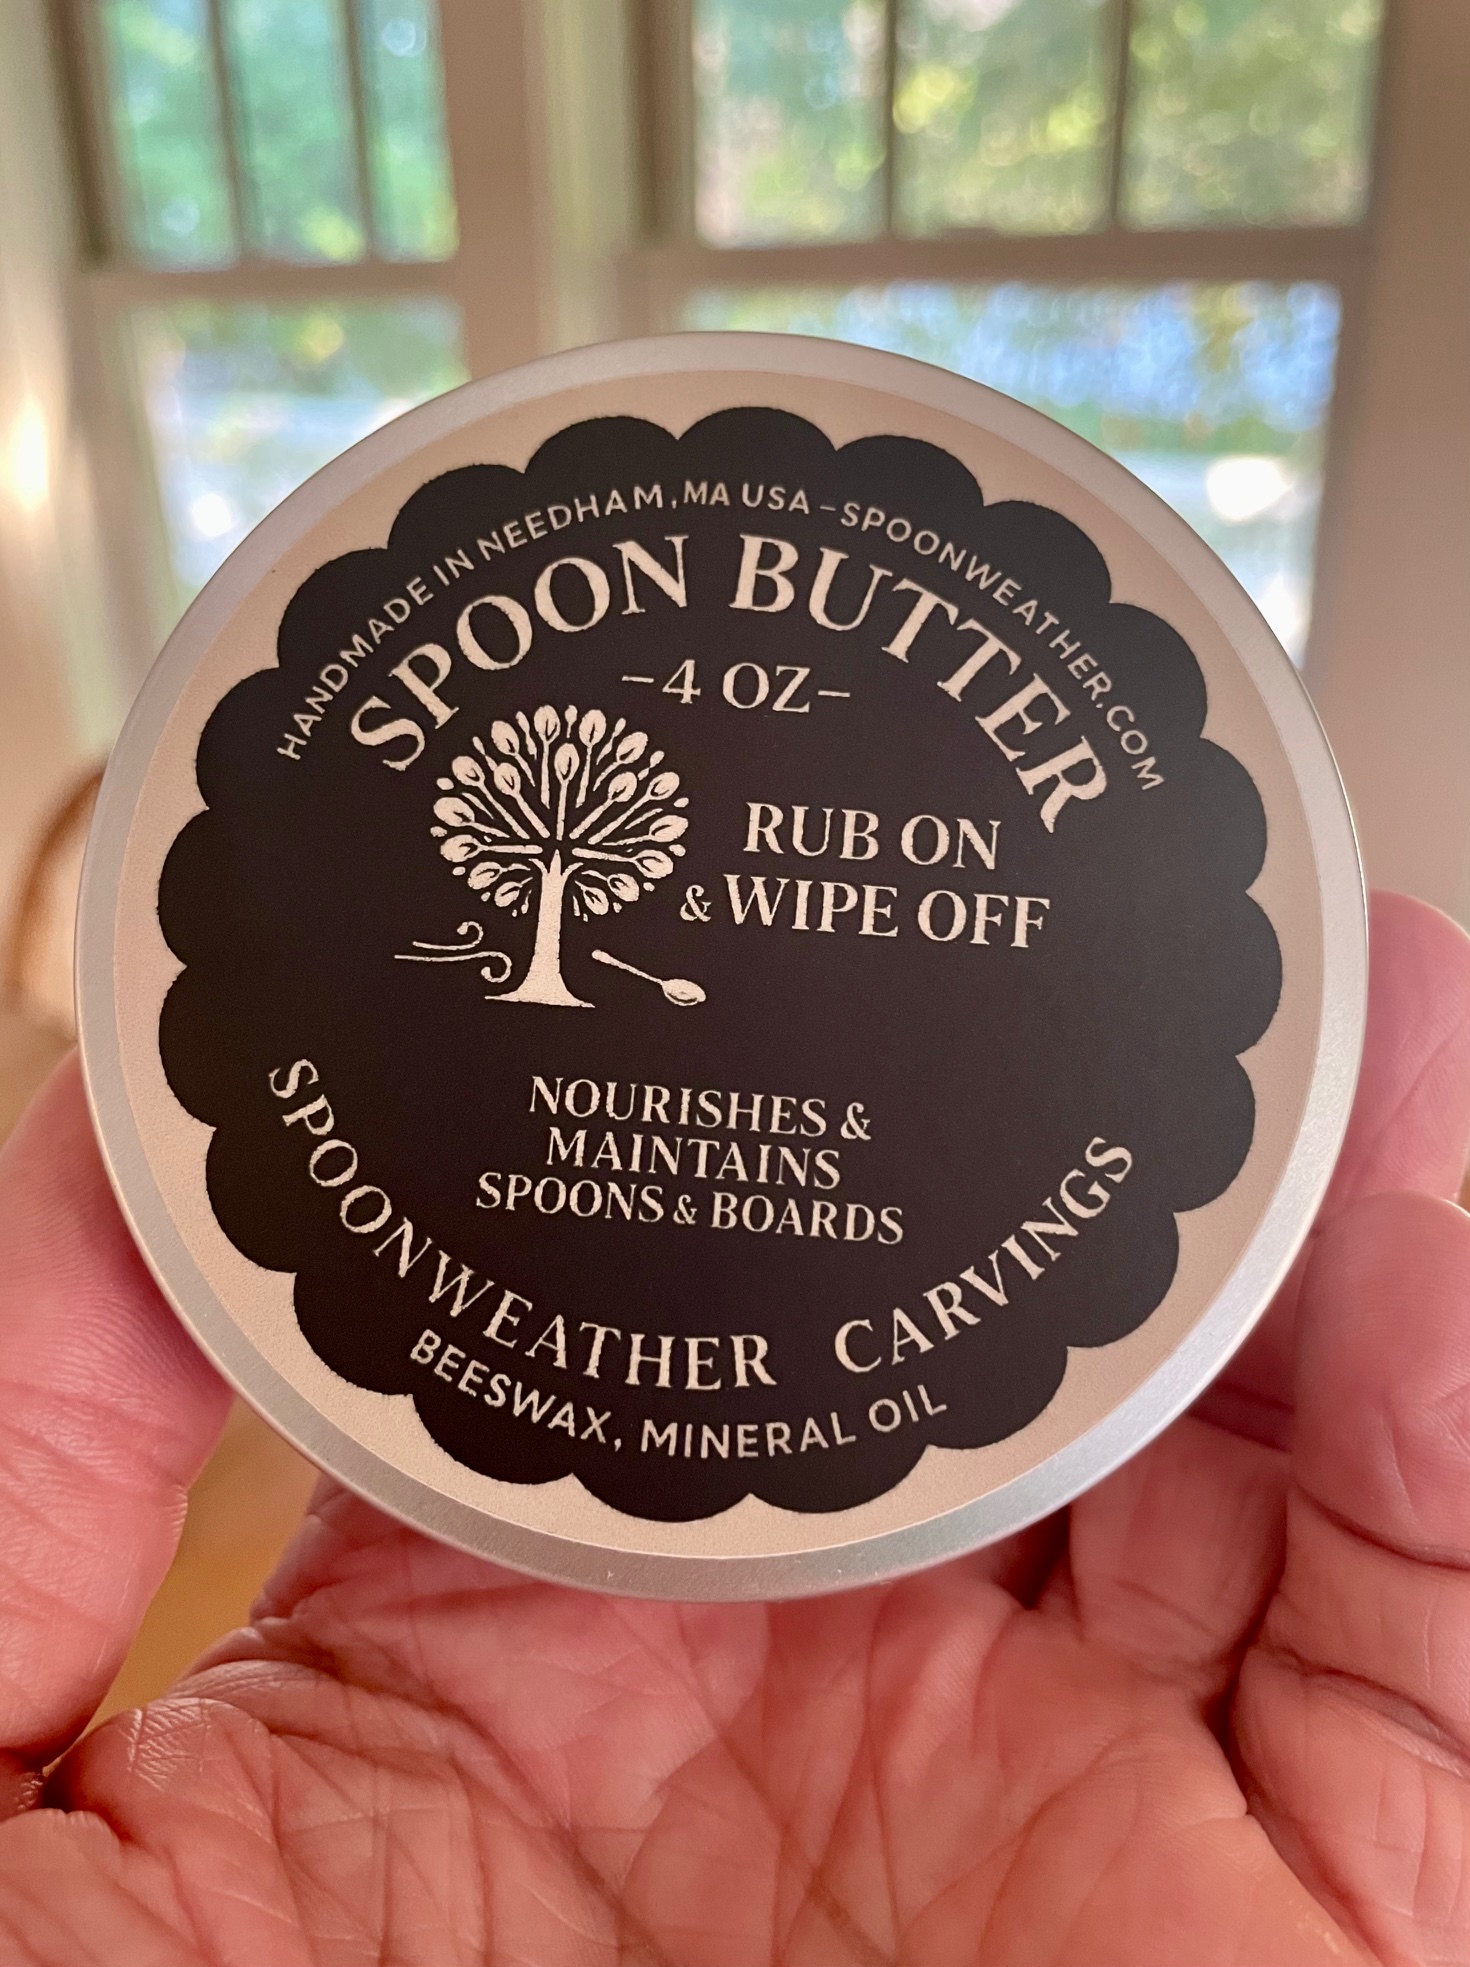 HANDMADE IN NEEDHAM, MA USA - SPOONWEATHER.COM
SPOON BUTTER
-4 OZ-
RUB ON
& WIPE OFF
NOURISHES &
MAINTAINS
SPOONS & BOARDS
SPOONWEATHER CARVINGS
BEESWAX, MINERAL OIL